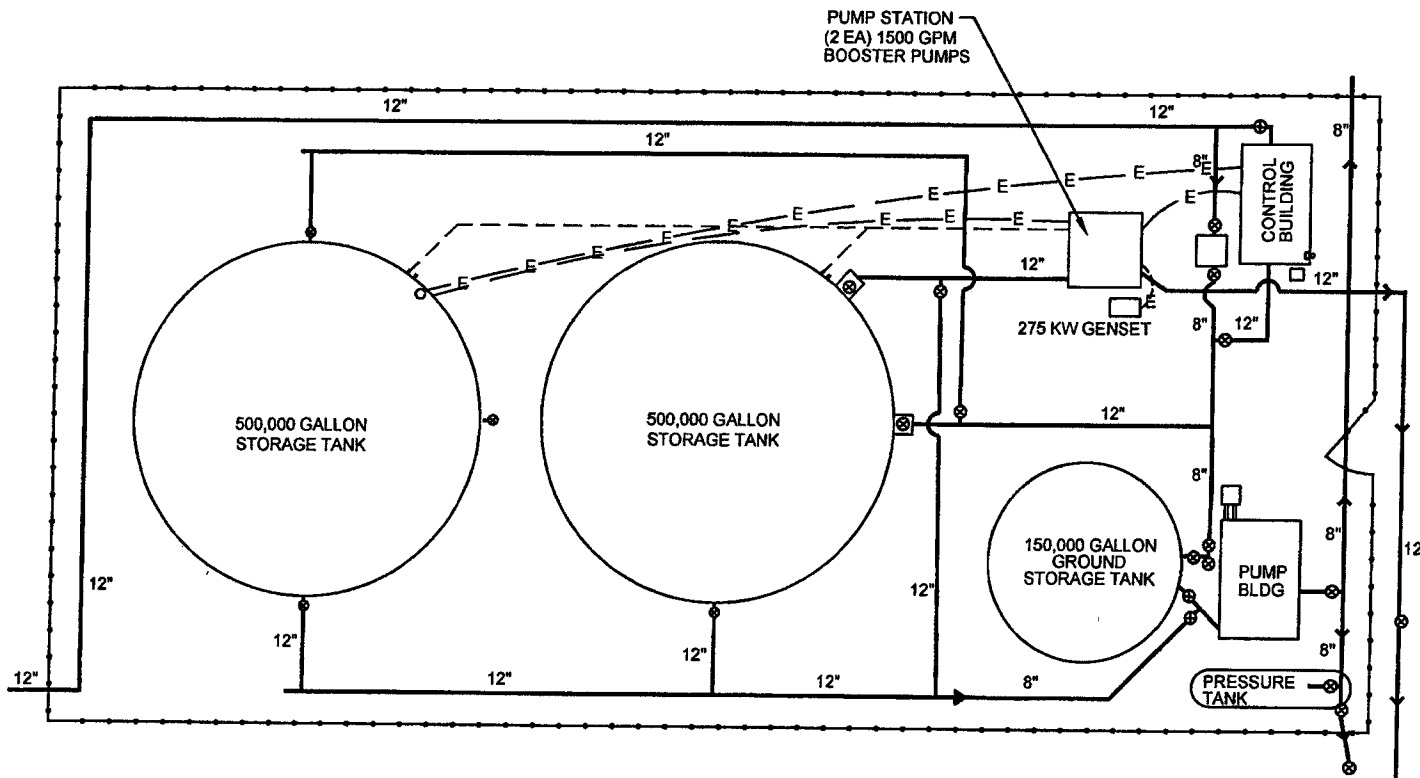 PUMP STATION
(2 EA) 1500 GPM
BOOSTER PUMPS
12"
12"
12"
8"
8"
E
E
E
E
E
E
E
E
CONTROL
BUILDING
E
E
E
E
E
E
E
E
12"
12"
E
275 KW GENSET
8"
12"
500,000 GALLON
STORAGE TANK
500,000 GALLON
STORAGE TANK
12"
8"
150,000 GALLON
GROUND
STORAGE TANK
PUMP
BLDG
8"
12"
12"
12"
12"
12"
8"
12"
12"
12"
8"
PRESSURE
TANK